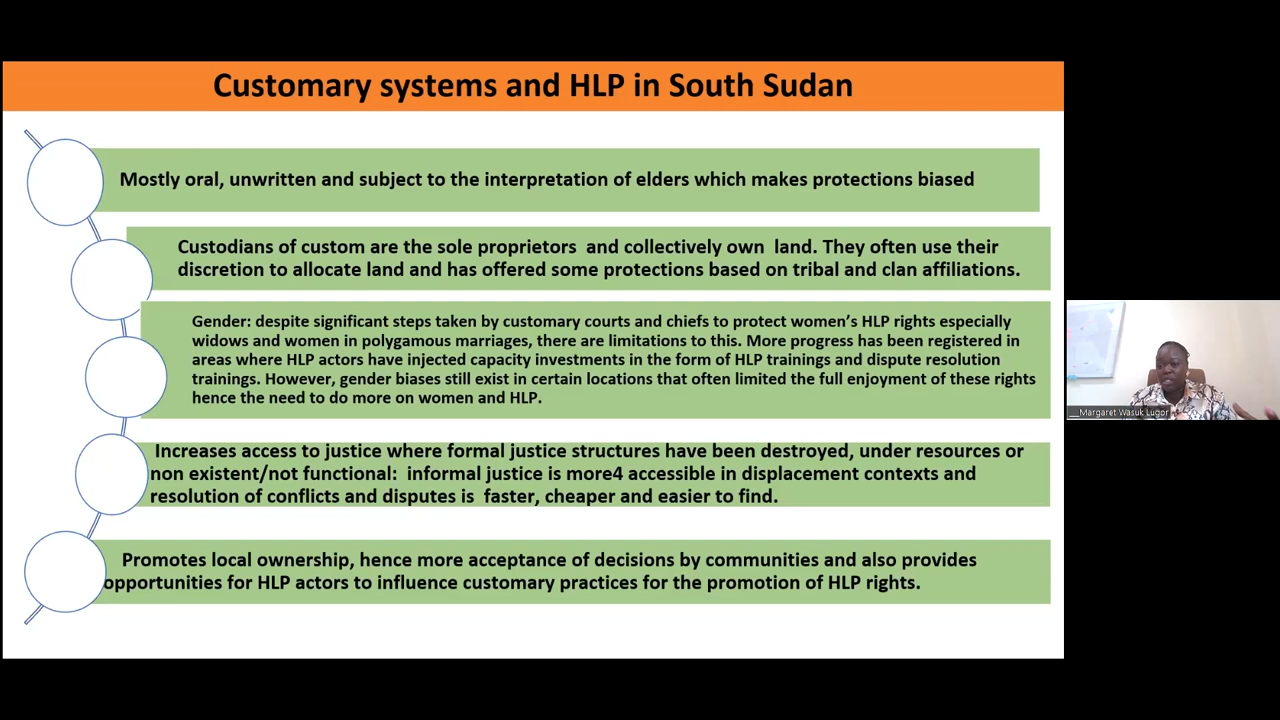 Customary systems and HLP in South Sudan
Mostly oral, unwritten and subject to the interpretation of elders which makes protections biased
Custodians of custom are the sole proprietors and collectively own land. They often use their
discretion to allocate land and has offered some protections based on tribal and clan affiliations.
Gender: despite significant steps taken by customary courts and chiefs to protect women's HLP rights especially
widows and women in polygamous marriages, there are limitations to this. More progress has been registered in
areas where HLP actors have injected capacity investments in the form of HLP trainings and dispute resolution
trainings. However, gender biases still exist in certain locations that often limited the full enjoyment of these rights
hence the need to do more on women and HLP.
Increases access to justice where formal justice structures have been destroyed, under resources or
non existent/not functional: informal justice is more4 accessible in displacement contexts and
resolution of conflicts and disputes is faster, cheaper and easier to find.
Promotes local ownership, hence more acceptance of decisions by communities and also provides
opportunities for HLP actors to influence customary practices for the promotion of HLP rights.
__Margaret Wasuk Lugor